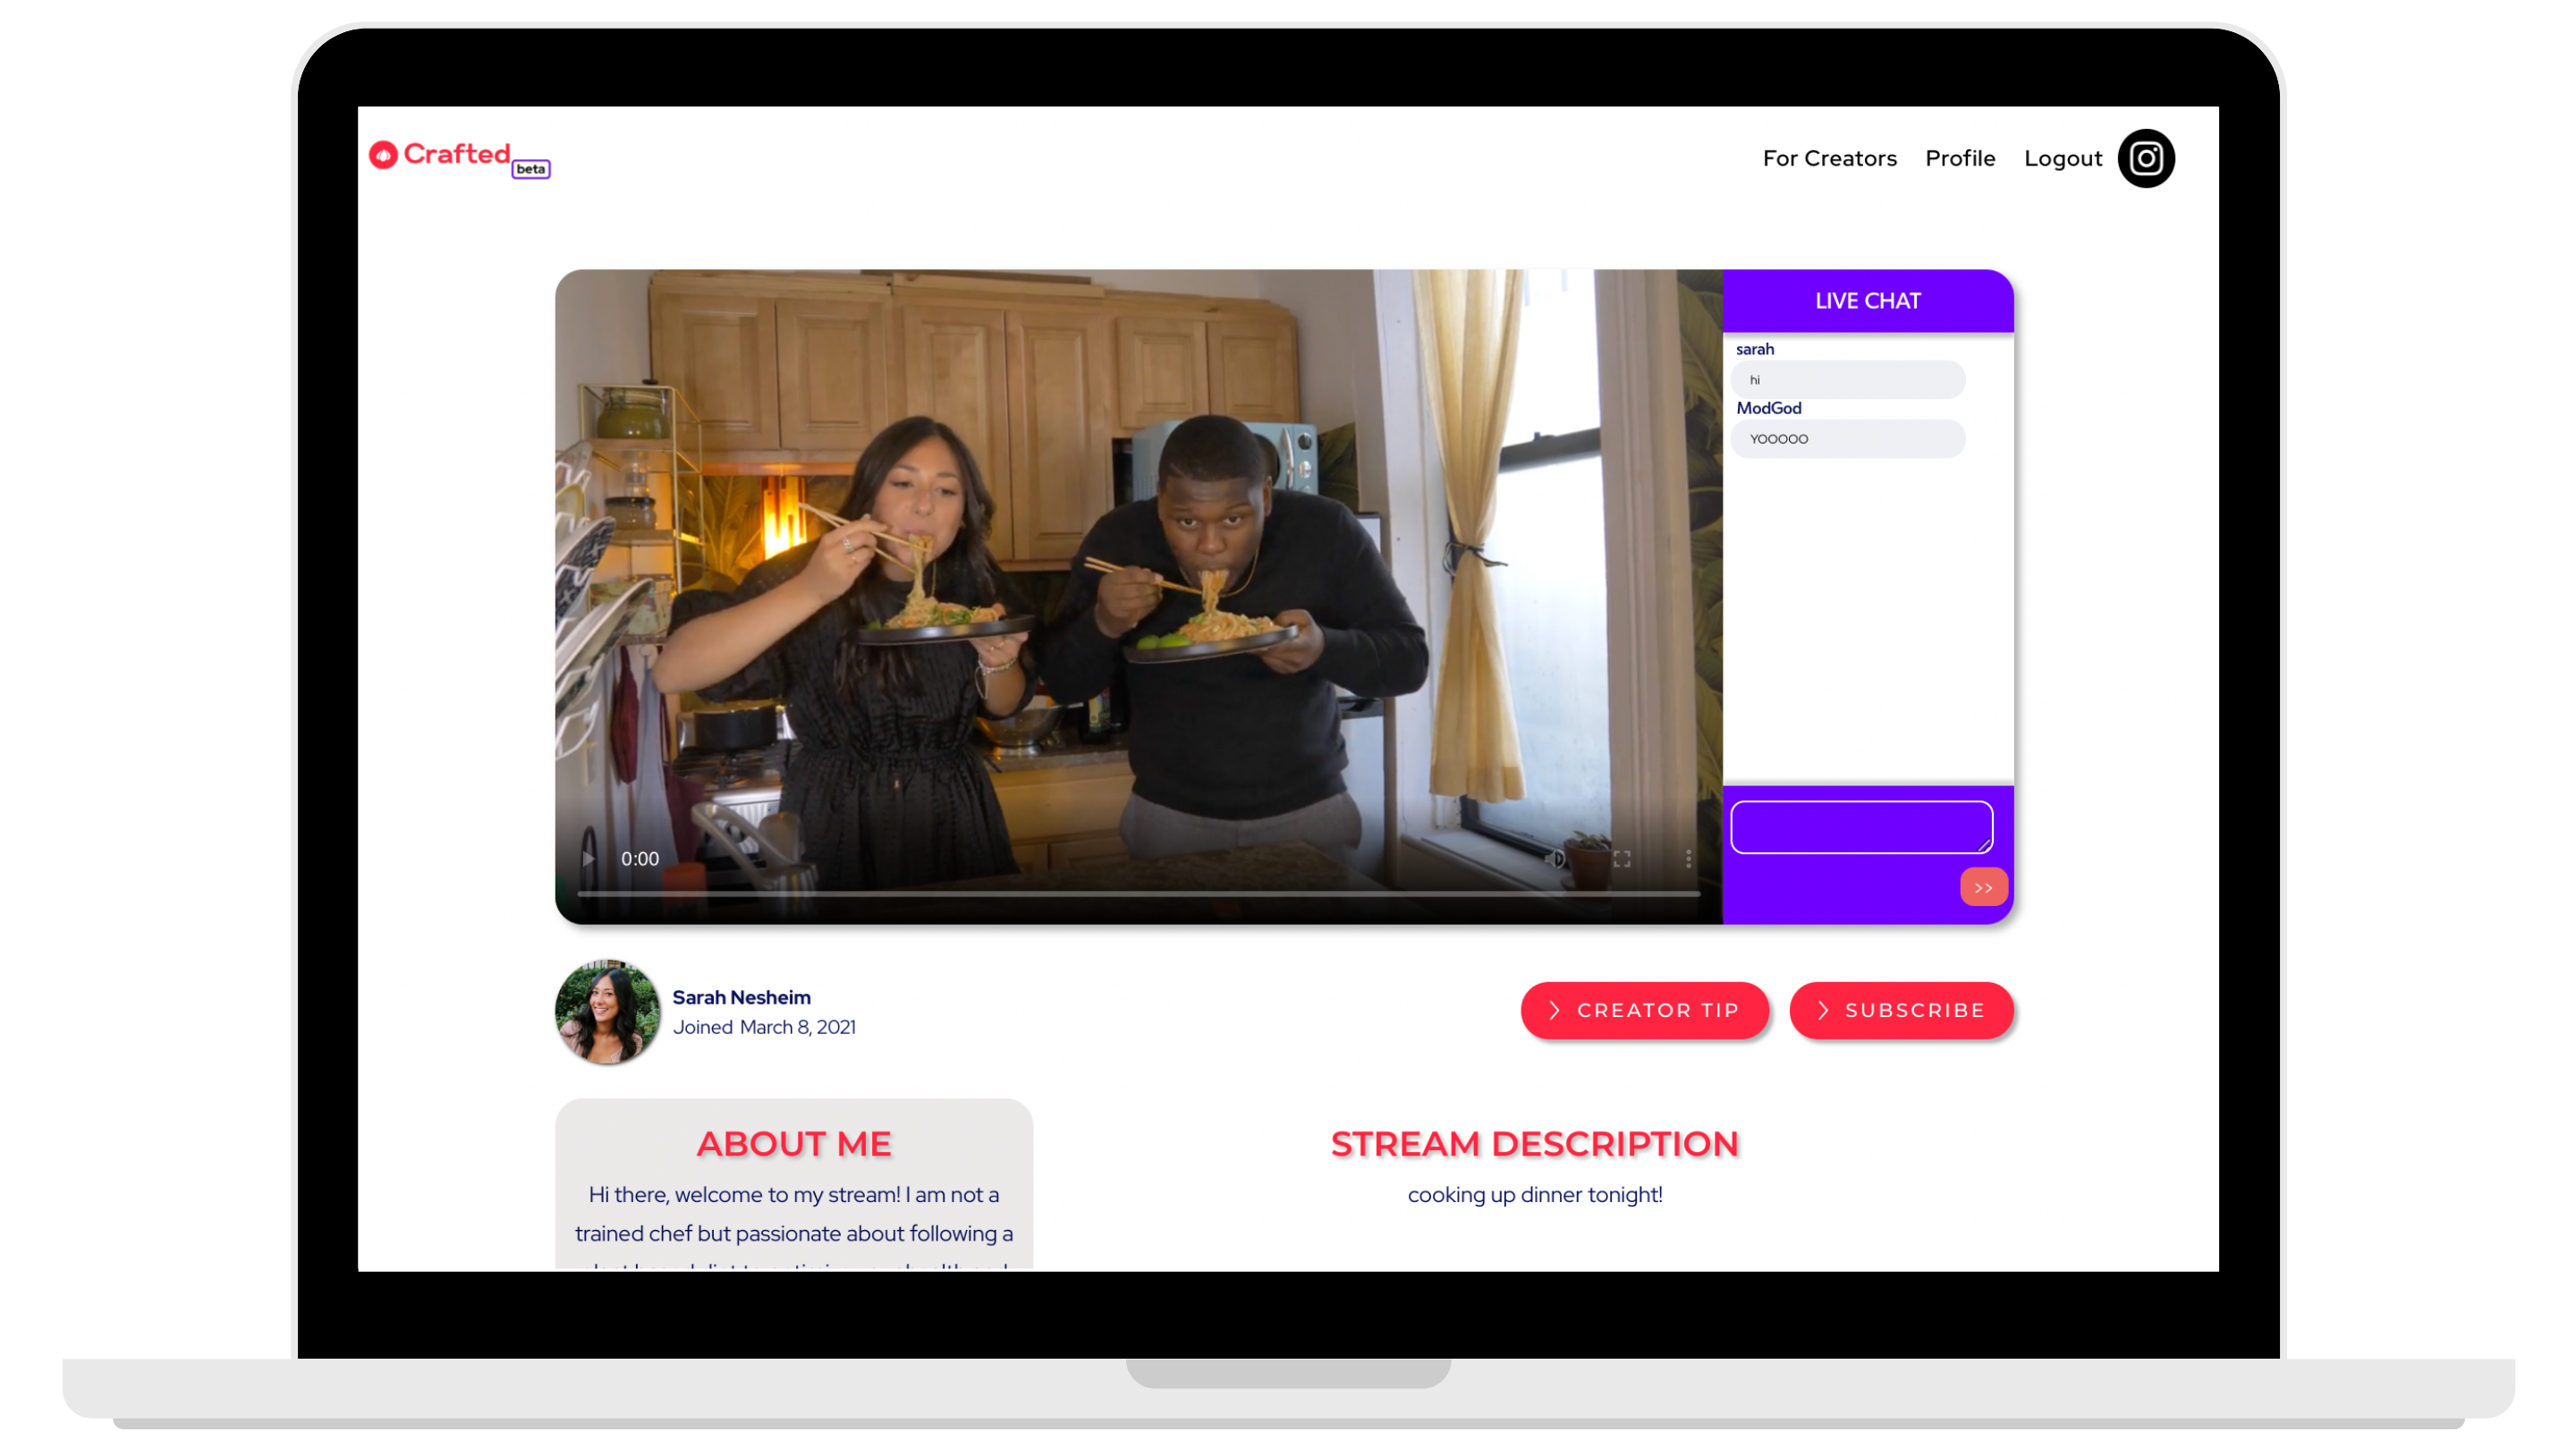 Crafted
beta
For Creators
Profile
Logout
LIVE CHAT
sarah
hi
ModGod
YOOOOO
0:00
>>
Sarah Nesheim
Joined March 8, 2021
CREATOR TIP
SUBSCRIBE
ABOUT ME
Hi there, welcome to my stream! I am not a
trained chef but passionate about following a
STREAM DESCRIPTION
cooking up dinner tonight!